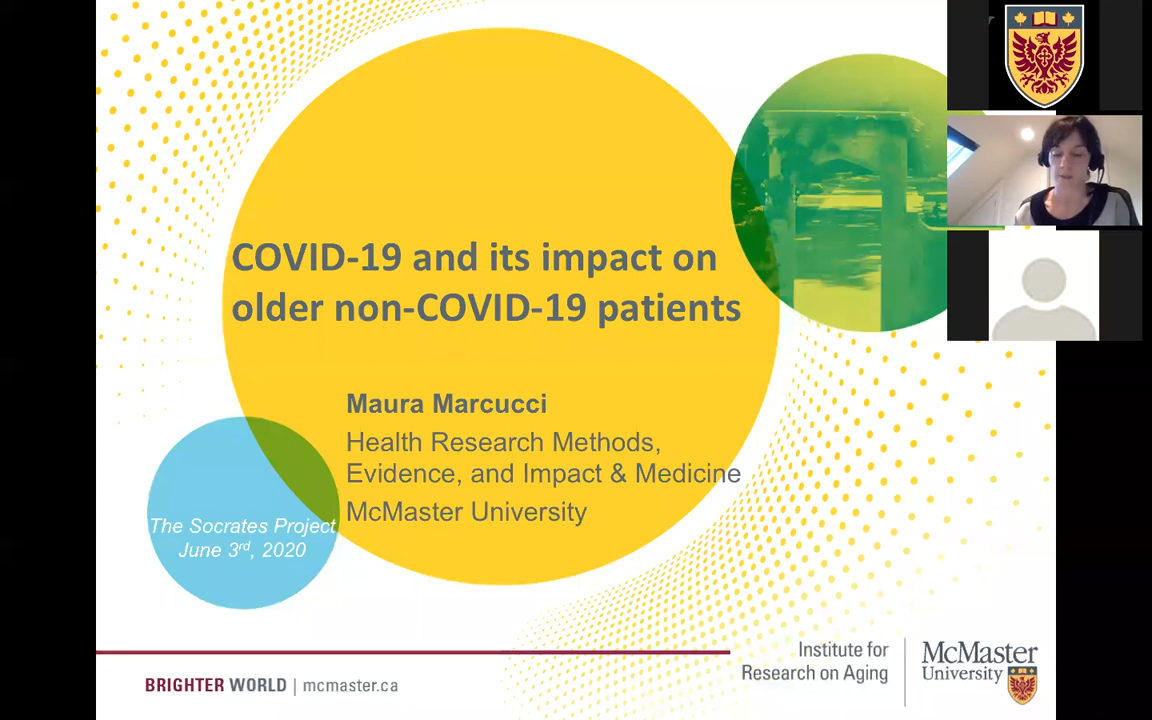 COVID-19 and its impact on
older non-COVID-19 patients
Maura Marcucci
Health Research Methods,
Evidence, and Impact & Medicine
McMaster University
The Socrates Project
June 3rd, 2020
BRIGHTER WORLD | mcmaster.ca
Institute for
Research on Aging
McMaster
University